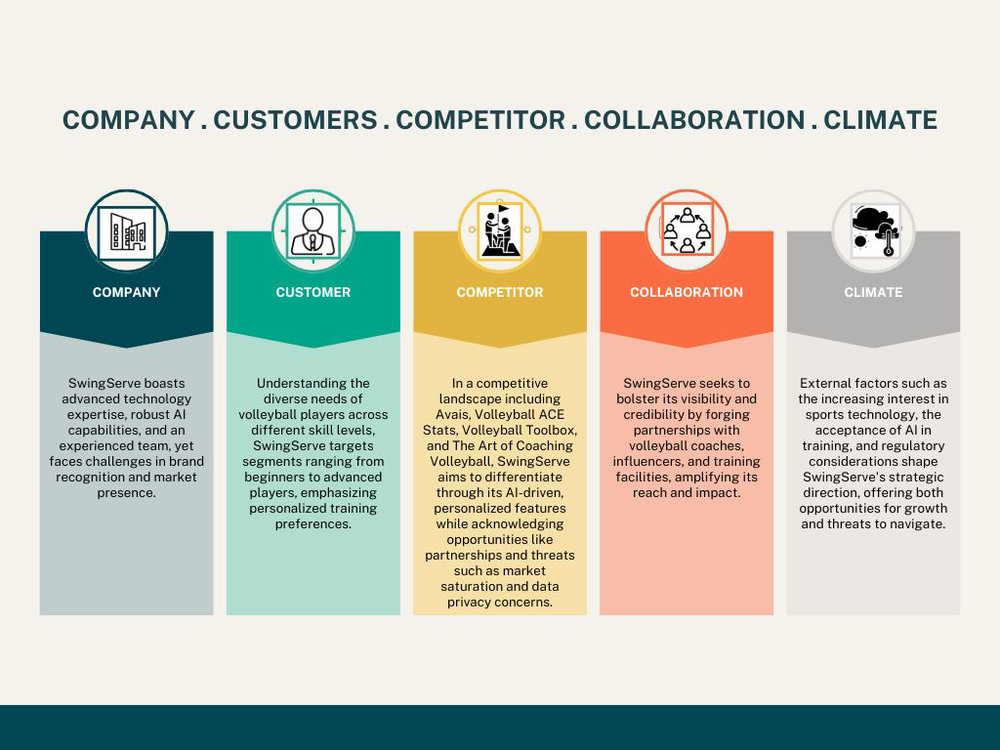 COMPANY . CUSTOMERS . COMPETITOR . COLLABORATION . CLIMATE
COMPANY
SwingServe boasts
advanced technology
expertise, robust AI
capabilities, and an
experienced team, yet
faces challenges in brand
recognition and market
presence.
CUSTOMER
Understanding the
diverse needs of
volleyball players across
different skill levels,
SwingServe targets
segments ranging from
beginners to advanced
players, emphasizing
personalized training
preferences.
COMPETITOR
In a competitive
landscape including
Avais, Volleyball ACE
Stats, Volleyball Toolbox,
and The Art of Coaching
Volleyball, SwingServe
aims to differentiate
through its AI-driven,
personalized features
while acknowledging
opportunities like
partnerships and threats
such as market
saturation and data
privacy concerns.
COLLABORATION
SwingServe seeks to
bolster its visibility and
credibility by forging
partnerships with
volleyball coaches,
influencers, and training
facilities, amplifying its
reach and impact.
CLIMATE
External factors such as
the increasing interest in
sports technology, the
acceptance of AI in
training, and regulatory
considerations shape
SwingServe's strategic
direction, offering both
opportunities for growth
and threats to navigate.